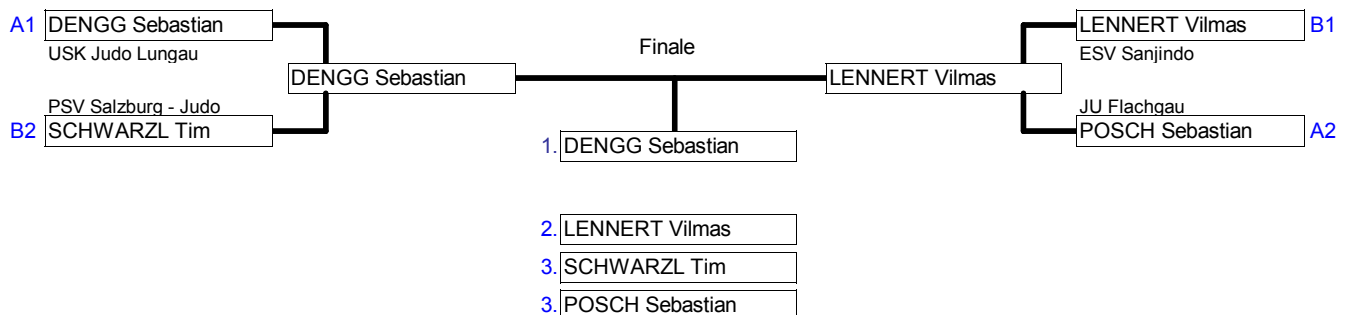 A1 DENGG Sebastian
USK Judo Lungau
PSV Salzburg - Judo
B2 SCHWARZL Tim
DENGG Sebastian
Finale
LENNERT Vilmas
LENNERT Vilmas B1
ESV Sanjindo
JU Flachgau
POSCH Sebastian A2
1. DENGG Sebastian
2. LENNERT Vilmas
3. SCHWARZL Tim
3. POSCH Sebastian